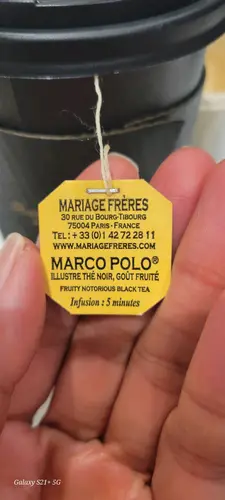 MARIAGE FRÈRES
30 RUE DU BOURG-TIBOURG
75004 PARIS - FRANCE
TEL : + 33 (0)1 42 72 28 11
WWW.MARIAGEFRERES.COM
MARCO POLO®
ILLUSTRE THÉ NOIR, GOÛT FRUITÉ
FRUITY NOTORIOUS BLACK TEA
Infusion : 5 minutes
Galaxy S21+ 5G